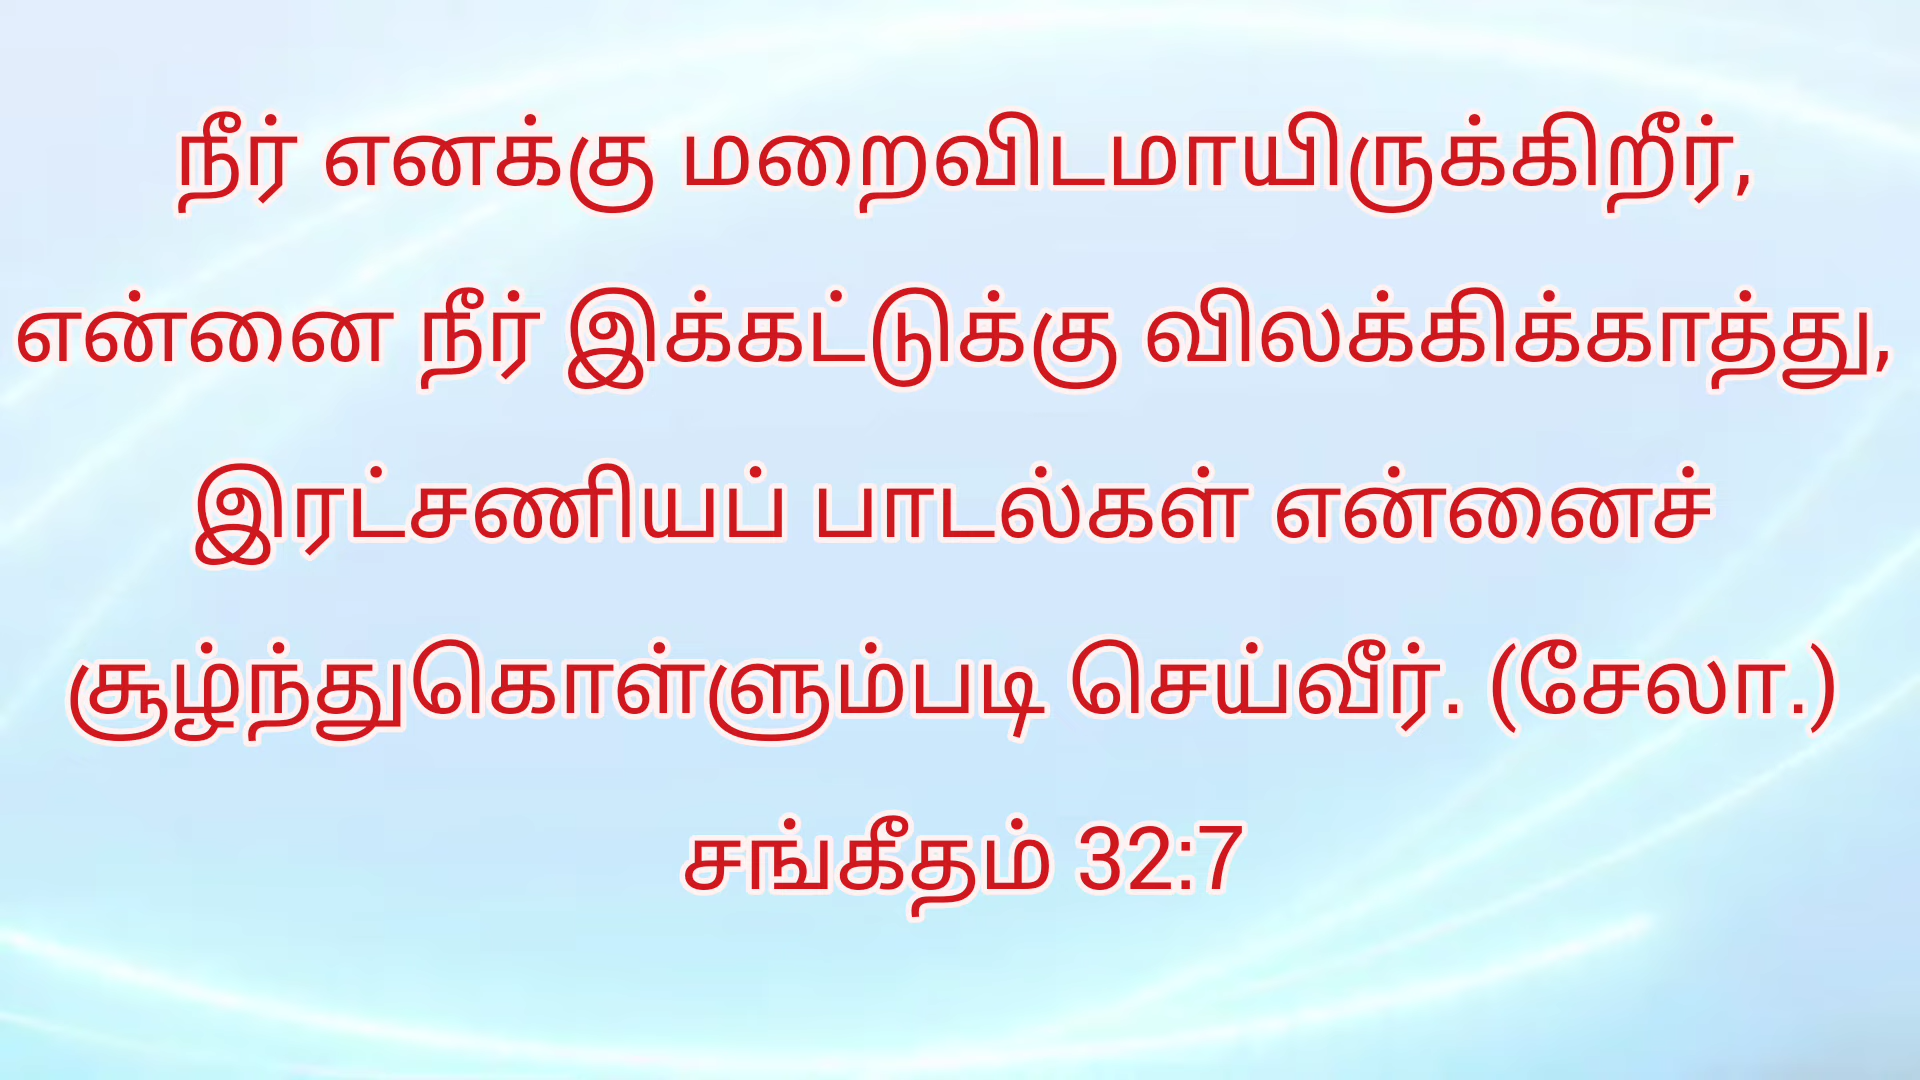 நீர் எனக்கு மறைவிடமாயிருக்கிறீர்,
என்னை நீர் இக்கட்டுக்கு விலக்கிக்காத்து,
இரட்சணியப் பாடல்கள் என்னைச்
சூழ்ந்துகொள்ளும்படி செய்வீர். (சேலா.)
சங்கீதம் 32:7